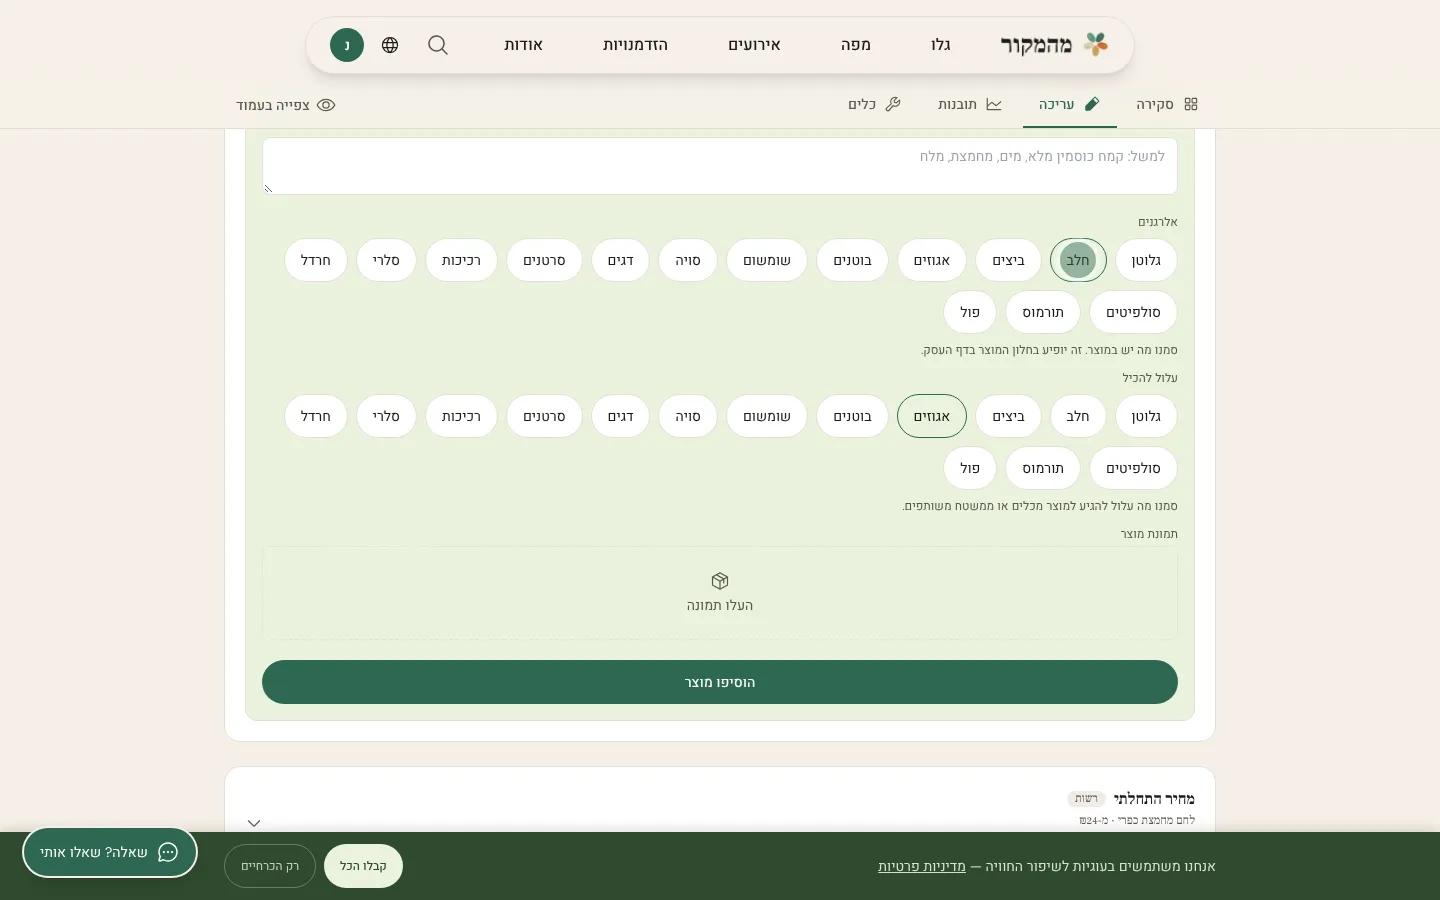 מהמקור
גלו
מפה
אירועים
הזדמנויות
אודות
נ
סקירה
עריכה
תובנות
כלים
צפייה בעמוד
למשל: קמח כוסמין מלא, מים, מחמצת, מלח
אלרגנים
גלוטן חלב ביצים אגוזים בוטנים שומשום סויה דגים סרטנים רכיכות סלרי חרדל
סולפיטים תורמוס פול
סמנו מה יש במוצר. זה יופיע בחלון המוצר בדף העסק.
עלול להכיל
גלוטן חלב ביצים אגוזים בוטנים שומשום סויה דגים סרטנים רכיכות סלרי חרדל
סולפיטים תורמוס פול
סמנו מה עלול להגיע למוצר מכלים או ממשטח משותפים.
תמונת מוצר
העלו תמונה
הוסיפו מוצר
מחיר התחלתי רשות
לחם מחמצת כפרי · מ-₪24
אנחנו משתמשים בעוגיות לשיפור החוויה — מדיניות פרטיות
קבלו הכל
רק הכרחיים
שאלה? שאלו אותי